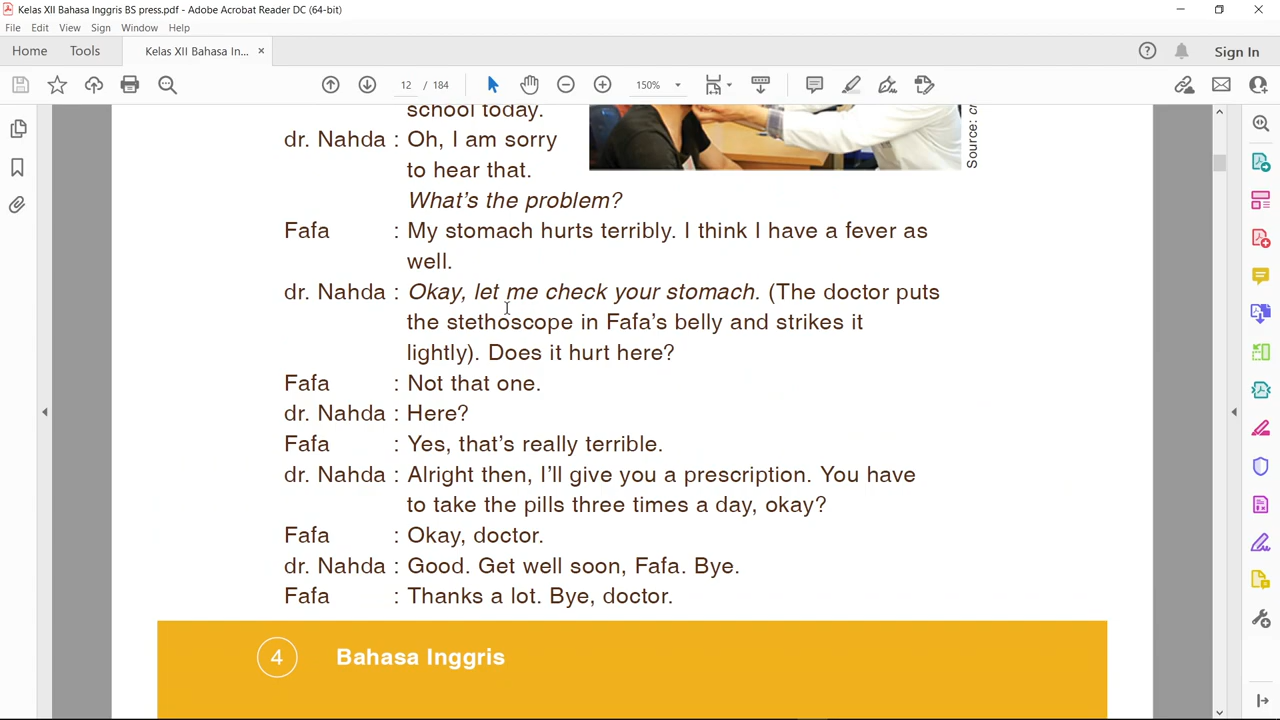 Kelas XII Bahasa Inggris BS press.pdf - Adobe Acrobat Reader DC (64-bit)
File Edit View Sign Window Help
Home Tools Kelas XII Bahasa In... × Sign In
12 / 184 150%
school today.
dr. Nahda : Oh, I am sorry
to hear that.
What's the problem?
Fafa : My stomach hurts terribly. I think I have a fever as
well.
dr. Nahda : Okay, let me check your stomach. (The doctor puts
the stethoscope in Fafa's belly and strikes it
lightly). Does it hurt here?
Fafa : Not that one.
dr. Nahda : Here?
Fafa : Yes, that's really terrible.
dr. Nahda : Alright then, I'll give you a prescription. You have
to take the pills three times a day, okay?
Fafa : Okay, doctor.
dr. Nahda : Good. Get well soon, Fafa. Bye.
Fafa : Thanks a lot. Bye, doctor.
Source:
4 Bahasa Inggris